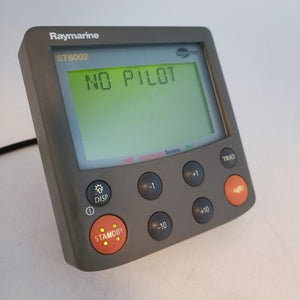 Raymarine
ST6002
NO PILOT
DISP
-1
+1
TRACK
AUTO
STANDBY
-10
+10